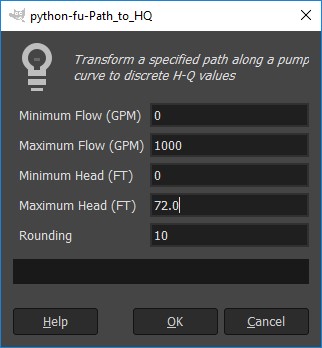 python-fu-Path_to_HQ
Transform a specified path along a pump
curve to discrete H-Q values
Minimum Flow (GPM) 0
Maximum Flow (GPM) 1000
Minimum Head (FT) 0
Maximum Head (FT) 72.0
Rounding 10
Help OK Cancel